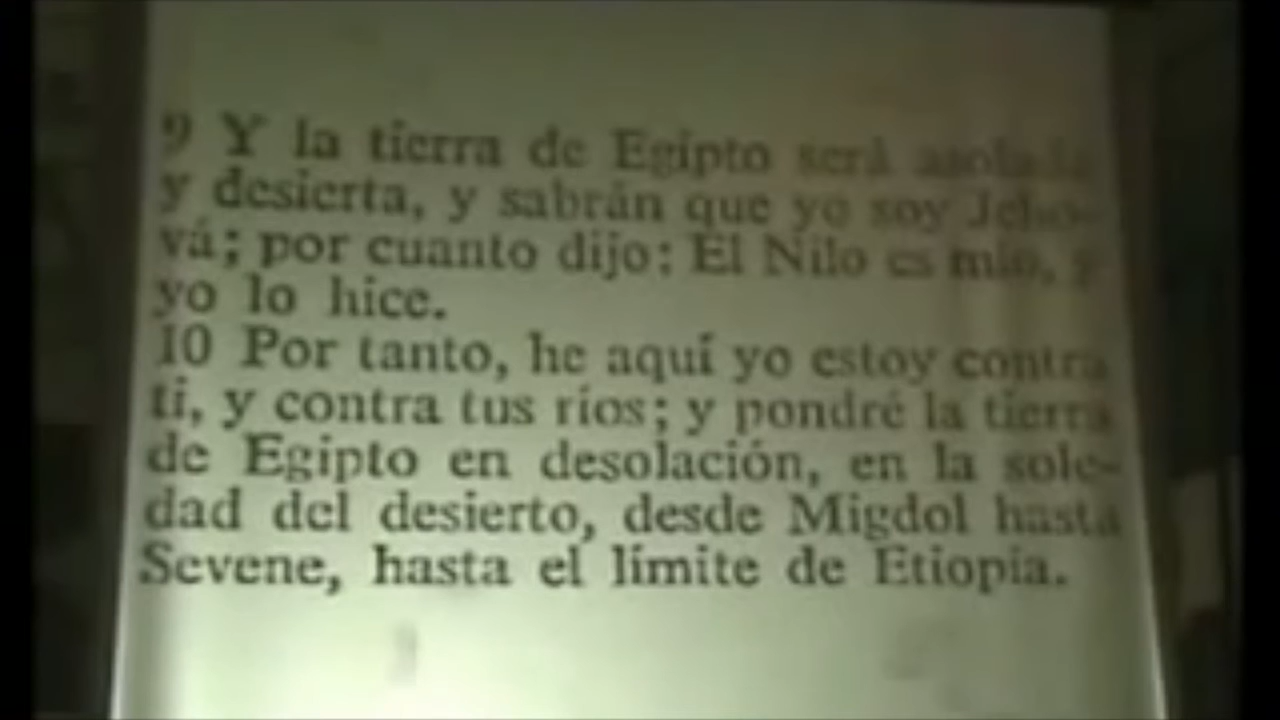 9 Y la tierra de Egipto será asolada
y desierta, y sabrán que yo soy Jeho-
vá; por cuanto dijo: El Nilo es mío, y
yo lo hice.
10 Por tanto, he aquí yo estoy contra
ti, y contra tus ríos; y pondré la tierra
de Egipto en desolación, en la sole-
dad del desierto, desde Migdol hasta
Sevene, hasta el límite de Etiopía.